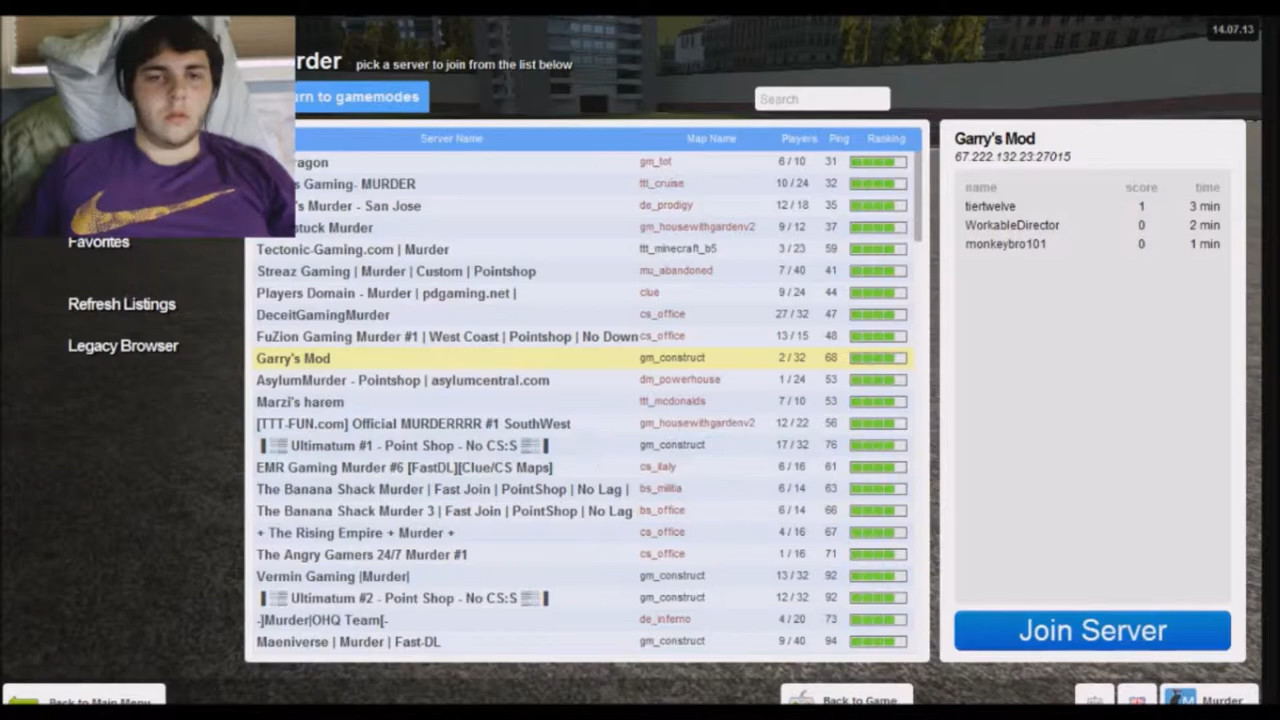 14.07.13
rder pick a server to join from the list below
urn to gamemodes
Search
Server Name Map Name Players Ping Ranking
ragon gm_tot 6 / 10 31
s Gaming- MURDER ttt_cruise 10 / 24 32
's Murder - San Jose de_prodigy 12 / 18 35
tuck Murder gm_housewithgardenv2 9 / 12 37
Tectonic-Gaming.com | Murder ttt_minecraft_b5 3 / 23 59
Streaz Gaming | Murder | Custom | Pointshop mu_abandoned 7 / 40 41
Players Domain - Murder | pdgaming.net | clue 9 / 24 44
DeceitGamingMurder cs_office 27 / 32 47
FuZion Gaming Murder #1 | West Coast | Pointshop | No Down cs_office 13 / 15 48
Garry's Mod gm_construct 2 / 32 68
AsylumMurder - Pointshop | asylumcentral.com dm_powerhouse 1 / 24 53
Marzi's harem ttt_mcdonalds 7 / 10 53
[TTT-FUN.com] Official MURDERRRR #1 SouthWest gm_housewithgardenv2 12 / 22 56
Ultimatum #1 - Point Shop - No CS:S gm_construct 17 / 32 76
EMR Gaming Murder #6 [FastDL][Clue/CS Maps] cs_italy 6 / 16 61
The Banana Shack Murder | Fast Join | PointShop | No Lag | bs_militia 6 / 14 63
The Banana Shack Murder 3 | Fast Join | PointShop | No Lag bs_office 6 / 14 66
+ The Rising Empire + Murder + cs_office 4 / 16 67
The Angry Gamers 24/7 Murder #1 cs_office 1 / 16 71
Vermin Gaming |Murder| gm_construct 13 / 32 92
Ultimatum #2 - Point Shop - No CS:S gm_construct 12 / 32 92
-]Murder|OHQ Team[- de_inferno 4 / 20 73
Maeniverse | Murder | Fast-DL gm_construct 9 / 40 94
Favorites
Refresh Listings
Legacy Browser
Garry's Mod
67.222.132.23:27015
name score time
tiertwelve 1 3 min
WorkableDirector 0 2 min
monkeybro101 0 1 min
Join Server
Back to Main Menu
Back to Game
Murder